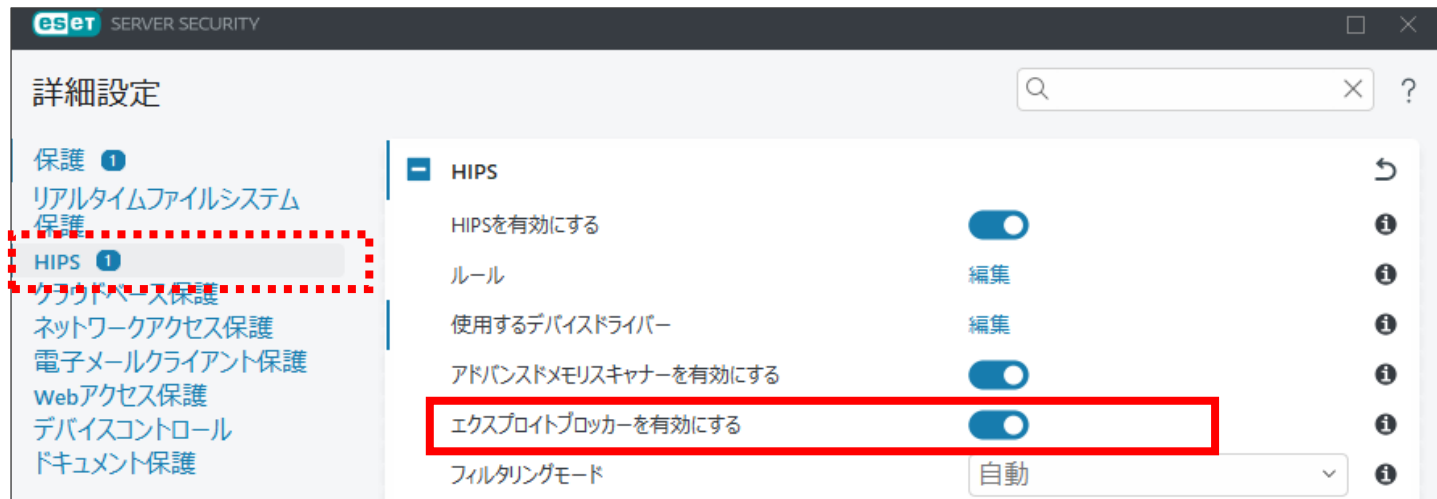 eset SERVER SECURITY
詳細設定
?
保護 1
リアルタイムファイルシステム
保護
HIPS 1
クラウドベース保護
ネットワークアクセス保護
電子メールクライアント保護
Webアクセス保護
デバイスコントロール
ドキュメント保護
HIPS
HIPSを有効にする
ルール 編集
使用するデバイスドライバー 編集
アドバンスドメモリスキャナーを有効にする
エクスプロイトブロッカーを有効にする
フィルタリングモード 自動